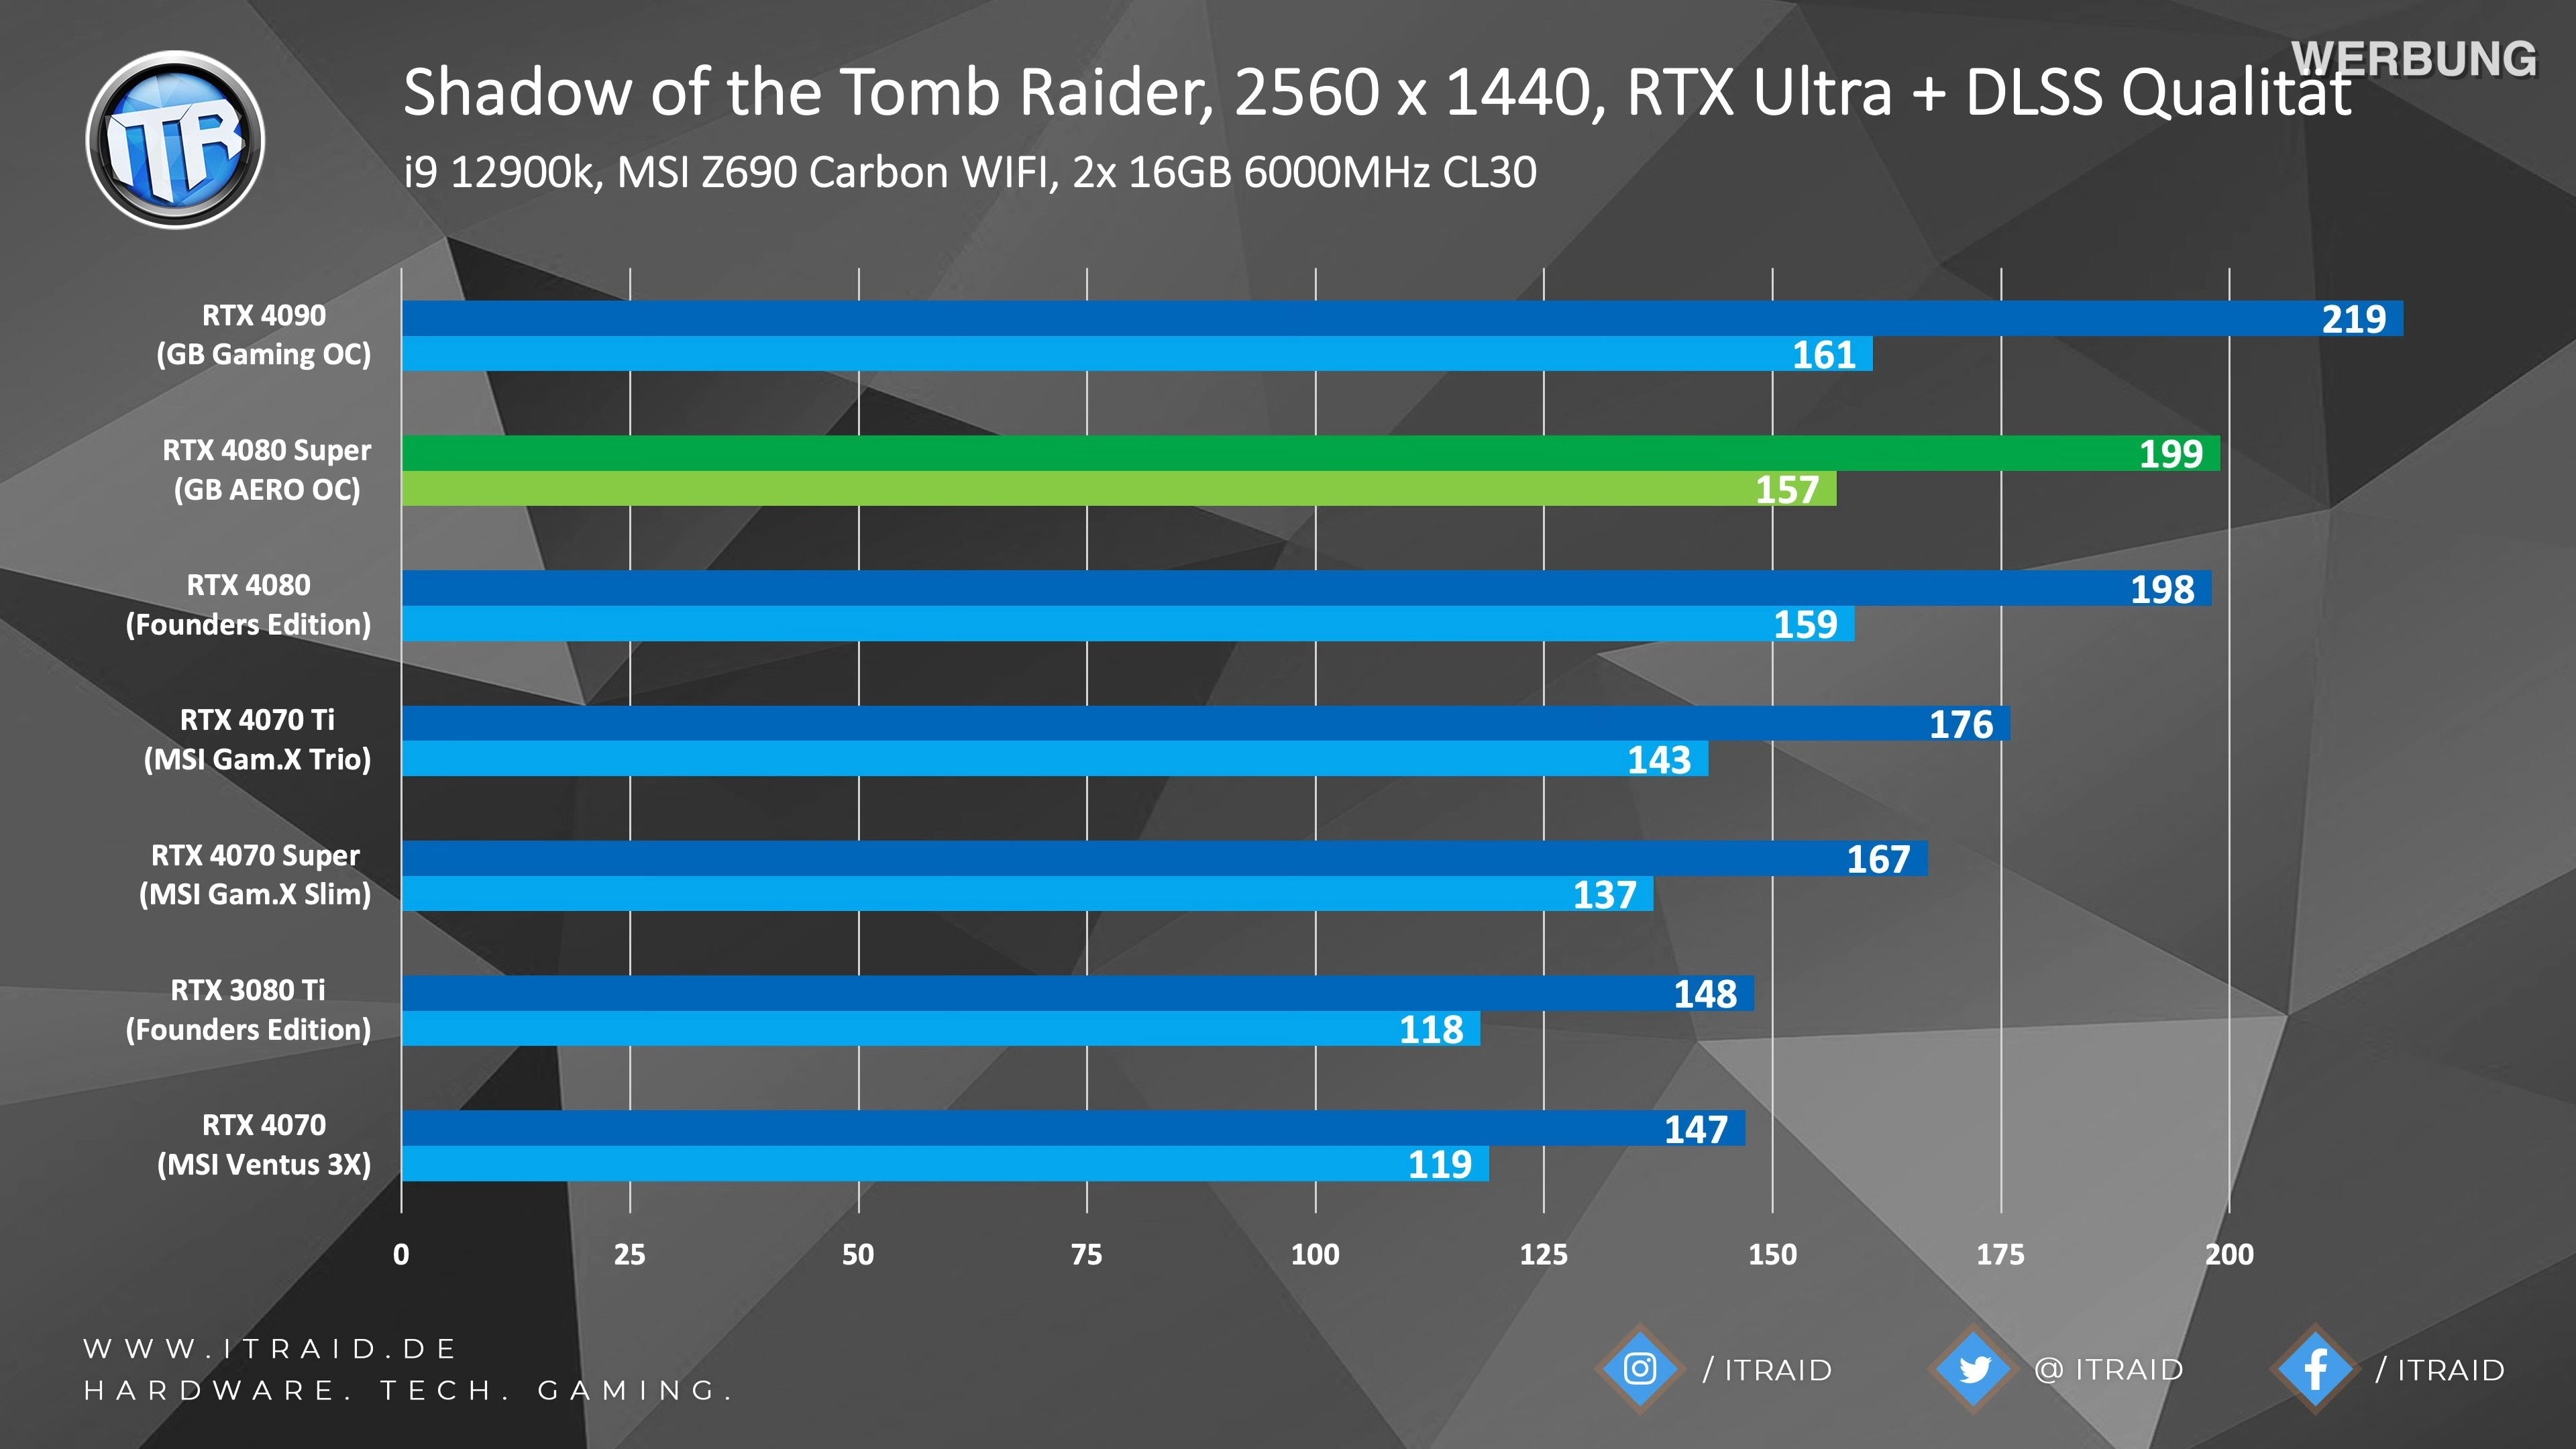 WERBUNG
ITR
Shadow of the Tomb Raider, 2560 x 1440, RTX Ultra + DLSS Qualität
i9 12900k, MSI Z690 Carbon WIFI, 2x 16GB 6000MHz CL30
RTX 4090
(GB Gaming OC)
219
161
RTX 4080 Super
(GB AERO OC)
199
157
RTX 4080
(Founders Edition)
198
159
RTX 4070 Ti
(MSI Gam.X Trio)
176
143
RTX 4070 Super
(MSI Gam.X Slim)
167
137
RTX 3080 Ti
(Founders Edition)
148
118
RTX 4070
(MSI Ventus 3X)
147
119
0 25 50 75 100 125 150 175 200
WWW.ITRAID.DE
HARDWARE. TECH. GAMING.
/ ITRAID @ ITRAID / ITRAID